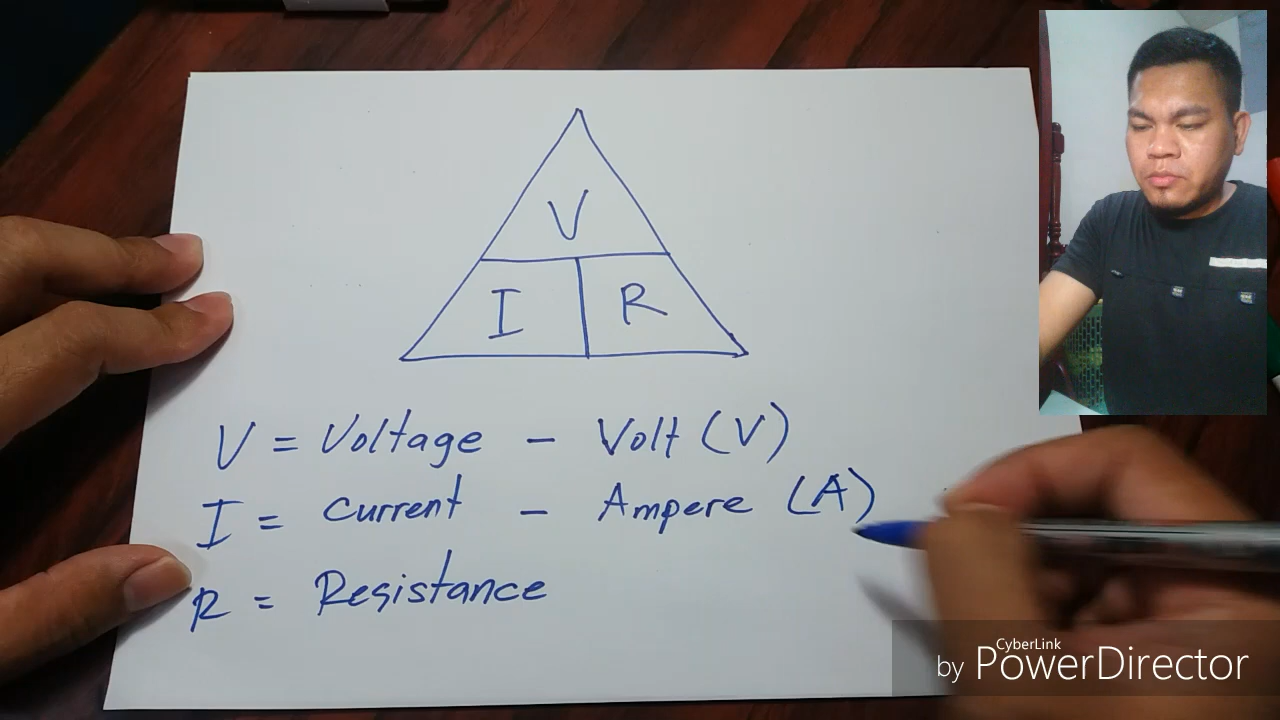 V
I R
V = Voltage - Volt (V)
I = Current - Ampere (A)
R = Resistance
CyberLink
by PowerDirector